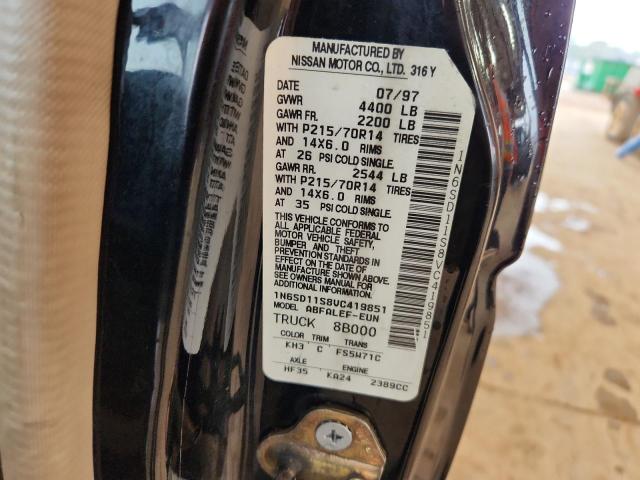 MANUFACTURED BY
NISSAN MOTOR CO., LTD. 316Y
DATE 07/97
GVWR 4400 LB
GAWR FR. 2200 LB
WITH P215/70R14 TIRES
AND 14X6.0 RIMS
AT 26 PSI COLD SINGLE.
GAWR RR. 2544 LB
WITH P215/70R14 TIRES
AND 14X6.0 RIMS
AT 35 PSI COLD SINGLE.
THIS VEHICLE CONFORMS TO
ALL APPLICABLE FEDERAL
MOTOR VEHICLE SAFETY,
BUMPER AND THEFT
PREVENTION STANDARDS IN
EFFECT ON THE DATE OF
MANUFACTURE SHOWN ABOVE.
SEE OWNERS MANUAL FOR
ADDITIONAL INFORMATION
1N6SD11S8VC419851
MODEL ABFALEF-EUN
TRUCK 8B000
COLOR TRIM TRANS
KH3 C FS5W71C
AXLE ENGINE
HF35 KA24 2389CC
1N6SD11S8VC419851